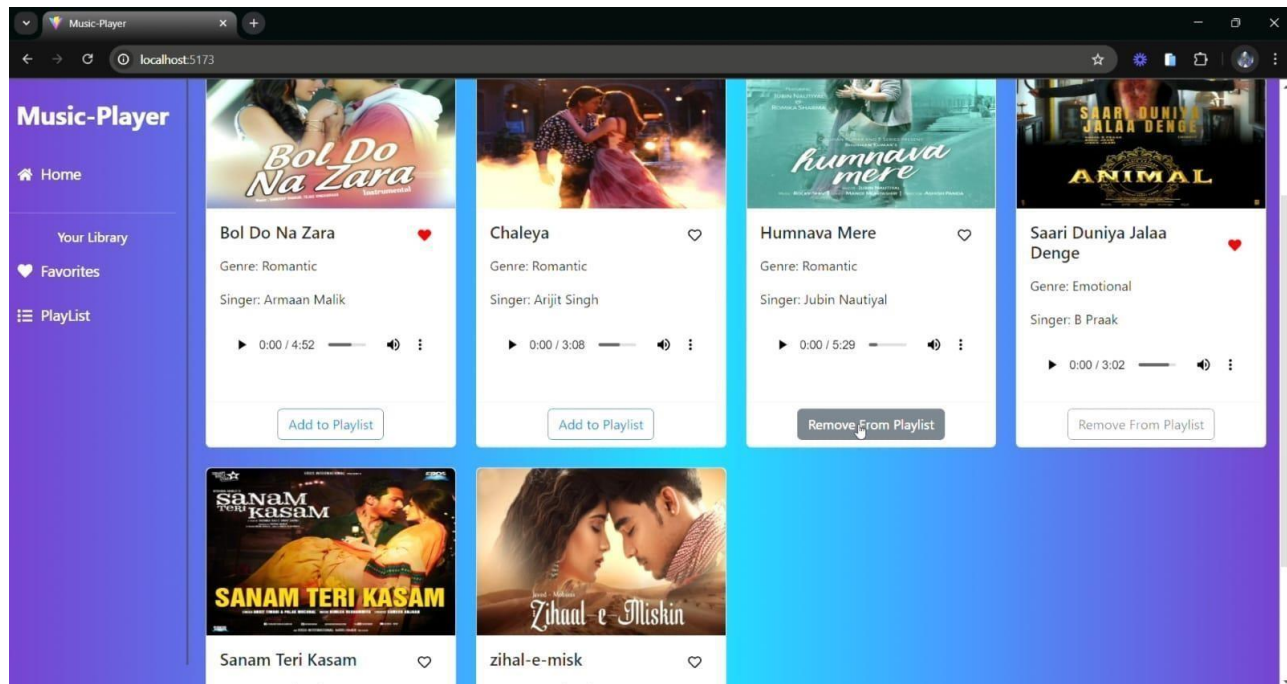 Music-Player
localhost:5173
Music-Player
Home
Your Library
Favorites
PlayList
Bol Do
Na Zara
Instrumental
humnava
mere
SAARI DUNIYA
JALAA DENGE
ANIMAL
Bol Do Na Zara
Genre: Romantic
Singer: Armaan Malik
0:00 / 4:52
Add to Playlist
Chaleya
Genre: Romantic
Singer: Arijit Singh
0:00 / 3:08
Add to Playlist
Humnava Mere
Genre: Romantic
Singer: Jubin Nautiyal
0:00 / 5:29
Remove From Playlist
Saari Duniya Jalaa
Denge
Genre: Emotional
Singer: B Praak
0:00 / 3:02
Remove From Playlist
EROS
SANAM
TERI KASAM
SANAM TERI KASAM
Zihaal-e-Miskin
Sanam Teri Kasam
zihal-e-misk